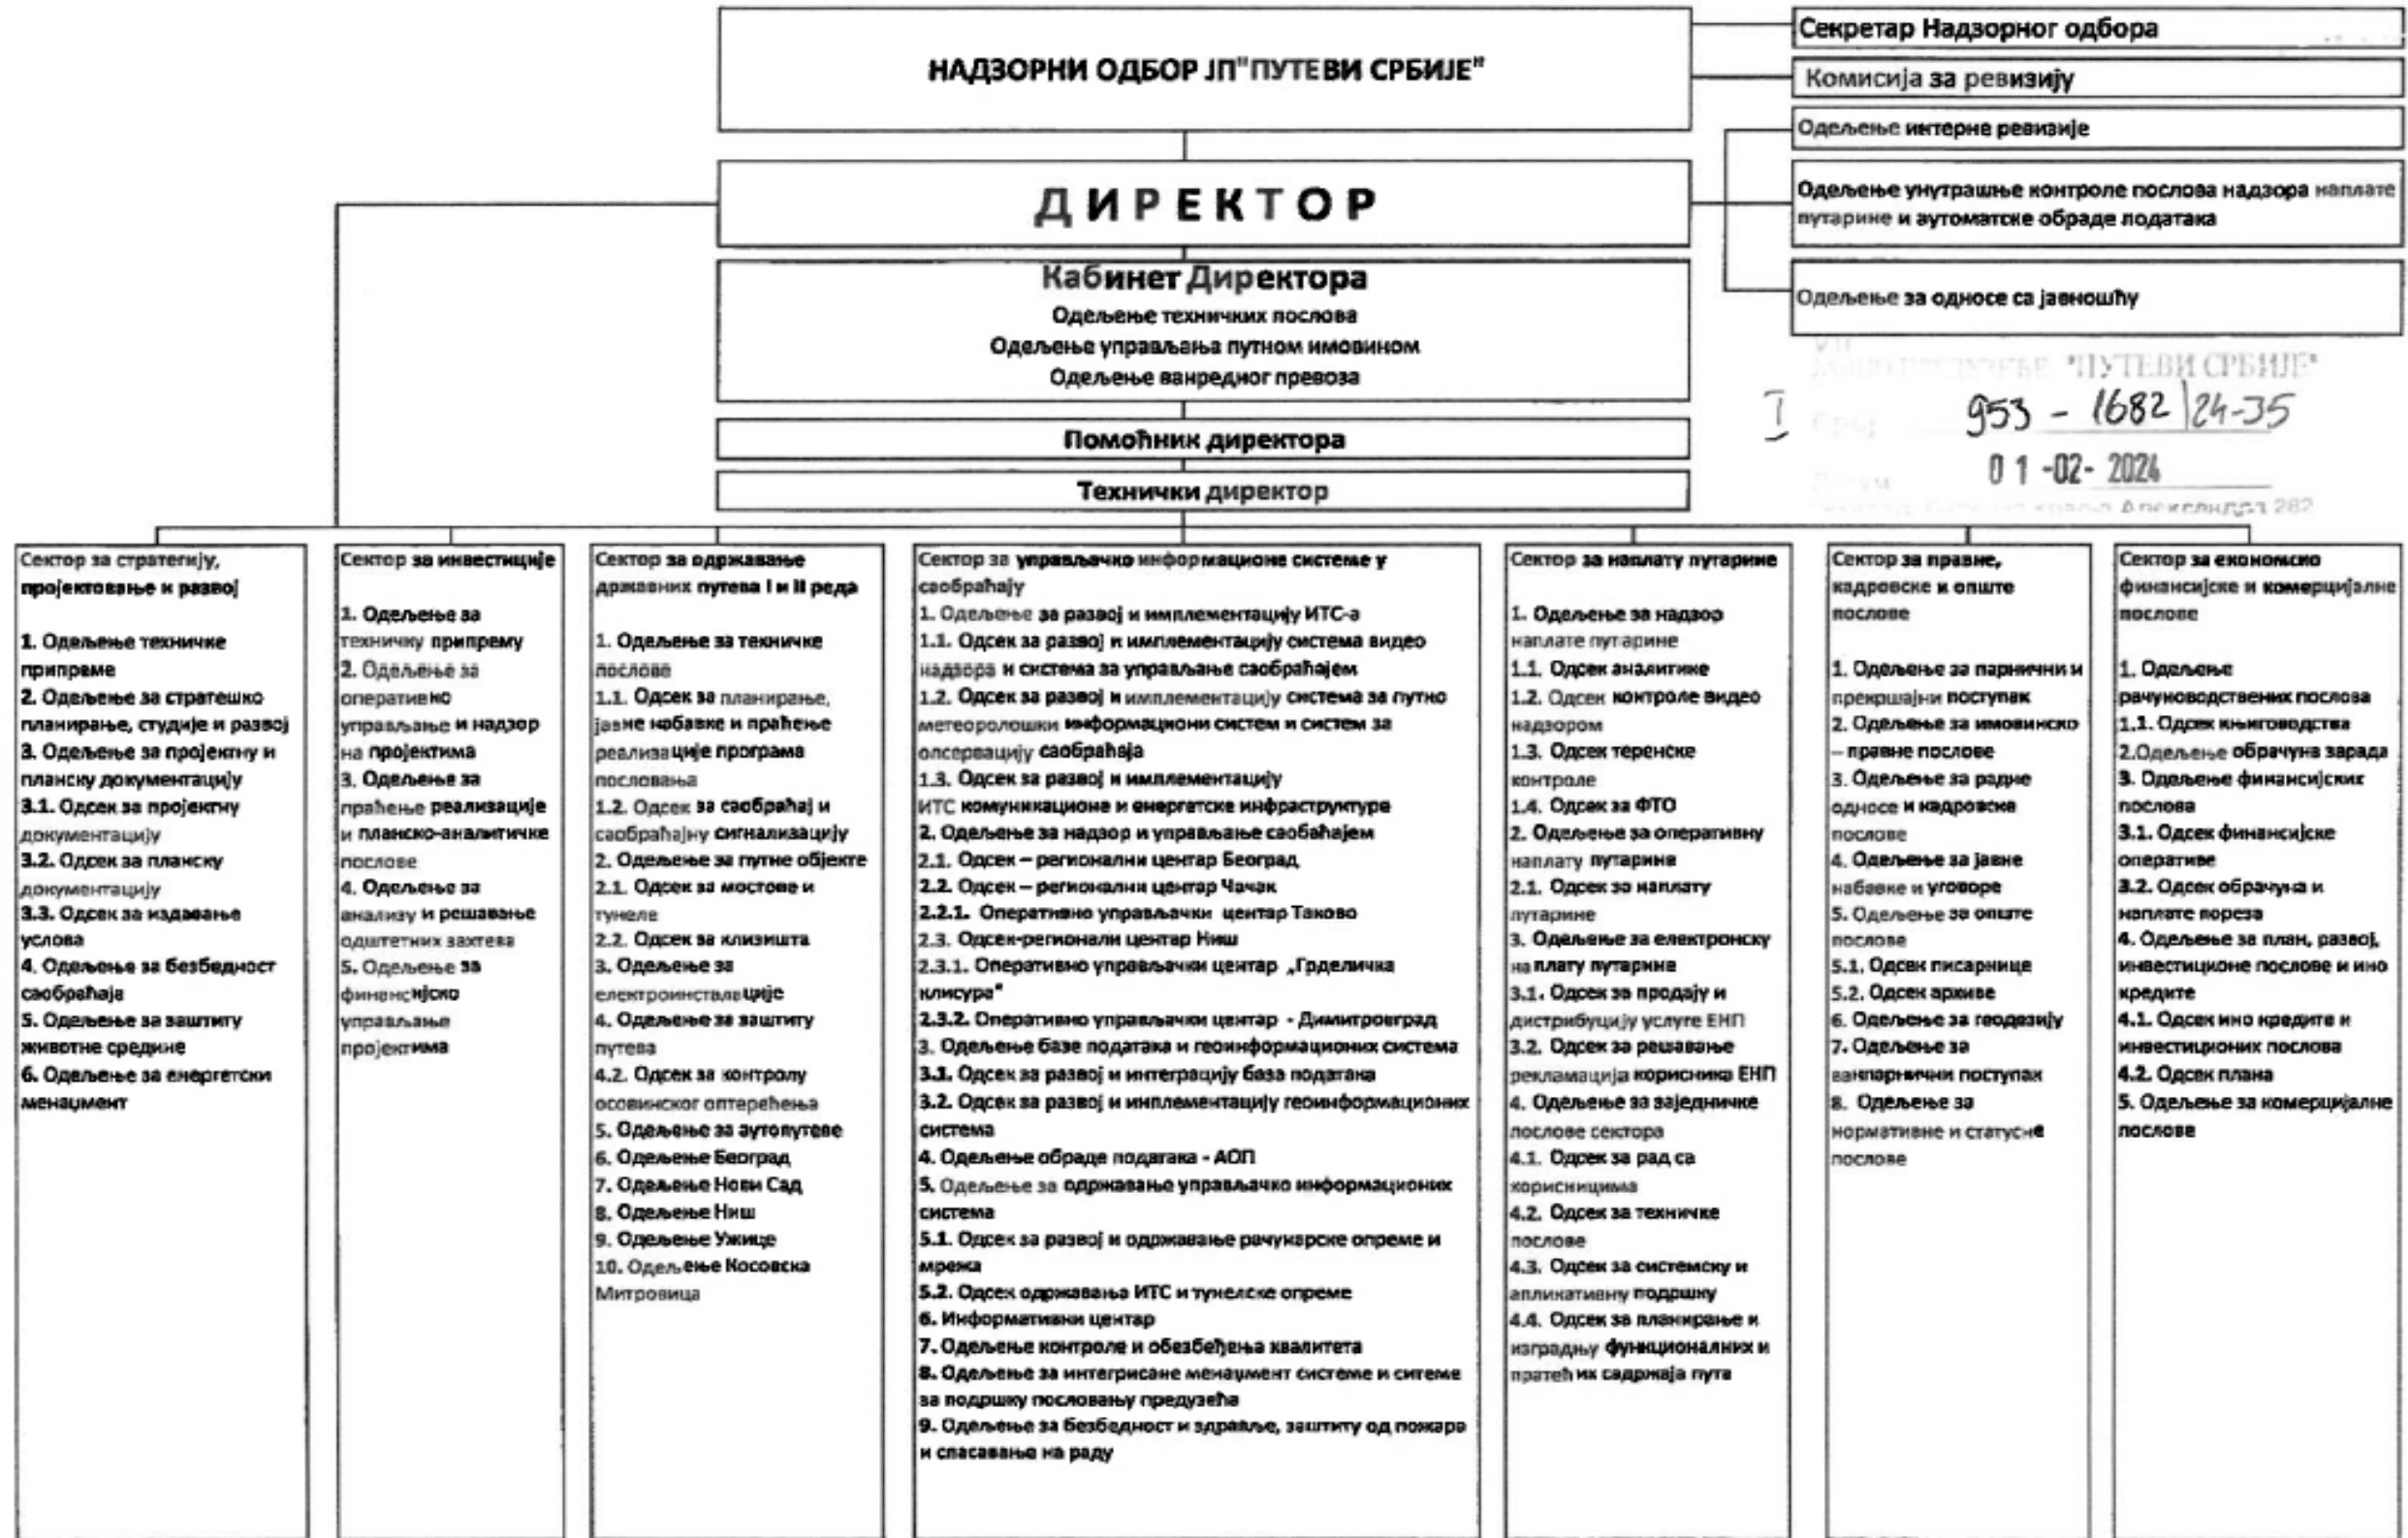 НАДЗОРНИ ОДБОР ЈП"ПУТЕВИ СРБИЈЕ"
Секретар Надзорног одбора
Комисија за ревизију
Одељење интерне ревизије
Одељење унутрашње контроле послова надзора наплате
путарине и аутоматске обраде података
Одељење за односе са јавношћу
ДИРЕКТОР
Кабинет Директора
Одељење техничких послова
Одељење управљања путном имовином
Одељење ванредног превоза
Помоћник директора
Технички директор
"ПУТЕВИ СРБИЈЕ"
I 953 - 1682/24-35
01-02-2024
Сектор за стратегију,
пројектовање и развој
1. Одељење техничке
припреме
2. Одељење за стратешко
планирање, студије и развој
3. Одељење за пројектну и
планску документацију
3.1. Одсек за пројектну
документацију
3.2. Одсек за планску
документацију
3.3. Одсек за издавање
услова
4. Одељење за безбедност
саобраћаја
5. Одељење за заштиту
животне средине
6. Одељење за енергетски
менаџмент
Сектор за инвестиције
1. Одељење за
техничку припрему
2. Одељење за
оперативно
управљање и надзор
на пројектима
3. Одељење за
праћење реализације
и планско-аналитичке
послове
4. Одељење за
анализу и решавање
одштетних захтева
5. Одељење за
финансијско
управљање
пројектима
Сектор за одржавање
државних путева I и II реда
1. Одељење за техничке
послове
1.1. Одсек за планирање,
јавне набавке и праћење
реализације програма
пословања
1.2. Одсек за саобраћај и
саобраћајну сигнализацију
2. Одељење за путне објекте
2.1. Одсек за мостове и
тунеле
2.2. Одсек за клизишта
3. Одељење за
електроинсталације
4. Одељење за заштиту
путева
4.2. Одсек за контролу
осовинског оптерећења
5. Одељење за аутопутеве
6. Одељење Београд
7. Одељење Нови Сад
8. Одељење Ниш
9. Одељење Ужице
10. Одељење Косовска
Митровица
Сектор за управљачко информационе системе у
саобраћају
1. Одељење за развој и имплементацију ИТС-а
1.1. Одсек за развој и имплементацију система видео
надзора и система за управљање саобраћајем
1.2. Одсек за развој и имплементацију система за путно
метеоролошки информациони систем и систем за
опсервацију саобраћаја
1.3. Одсек за развој и имплементацију
ИТС комуникационе и енергетске инфраструктуре
2. Одељење за надзор и управљање саобаћајем
2.1. Одсек – регионални центар Београд
2.2. Одсек – регионални центар Чачак
2.2.1. Оперативно управљачки центар Таково
2.3. Одсек-регионали центар Ниш
2.3.1. Оперативно управљачки центар „Грделичка
клисура"
2.3.2. Оперативно управљачки центар - Димитровград
3. Одељење базе података и геоинформационих система
3.1. Одсек за развој и интеграцију база података
3.2. Одсек за развој и инплементацију геоинформационих
система
4. Одељење обраде података - АОП
5. Одељење за одржавање управљачко информационих
система
5.1. Одсек за развој и одржавање рачунарске опреме и
мрежа
5.2. Одсек одржавања ИТС и тунелске опреме
6. Информативни центар
7. Одељење контроле и обезбеђења квалитета
8. Одељење за интегрисане менаџмент системе и ситеме
за подршку пословању предузећа
9. Одељење за безбедност и здравље, заштиту од пожара
и спасавање на раду
Сектор за наплату путарине
1. Одељење за надзор
наплате путарине
1.1. Одсек аналитике
1.2. Одсек контроле видео
надзором
1.3. Одсек теренске
контроле
1.4. Одсек за ФТО
2. Одељење за оперативну
наплату путарине
2.1. Одсек за наплату
путарине
3. Одељење за електронску
наплату путарине
3.1. Одсек за продају и
дистрибуцију услуге ЕНП
3.2. Одсек за решавање
рекламација корисника ЕНП
4. Одељење за заједничке
послове сектора
4.1. Одсек за рад са
корисницима
4.2. Одсек за техничке
послове
4.3. Одсек за системску и
апликативну подршку
4.4. Одсек за планирање и
изградњу функционалних и
пратећих садржаја пута
Сектор за правне,
кадровске и опште
послове
1. Одељење за парнични и
прекршајни поступак
2. Одељење за имовинско
– правне послове
3. Одељење за радне
односе и кадровске
послове
4. Одељење за јавне
набавке и уговоре
5. Одељење за опште
послове
5.1. Одсек писарнице
5.2. Одсек архиве
6. Одељење за геодезију
7. Одељење за
ванпарнични поступак
8. Одељење за
нормативне и статусне
послове
Сектор за економско
финансијске и комерцијалне
послове
1. Одељење
рачуноводствених послова
1.1. Одсек књиговодства
2.Одељење обрачуна зарада
3. Одељење финансијских
послова
3.1. Одсек финансијске
оперативе
3.2. Одсек обрачуна и
наплате пореза
4. Одељење за план, развој,
инвестиционе послове и ино
кредите
4.1. Одсек ино кредите и
инвестиционих послова
4.2. Одсек плана
5. Одељење за комерцијалне
послове